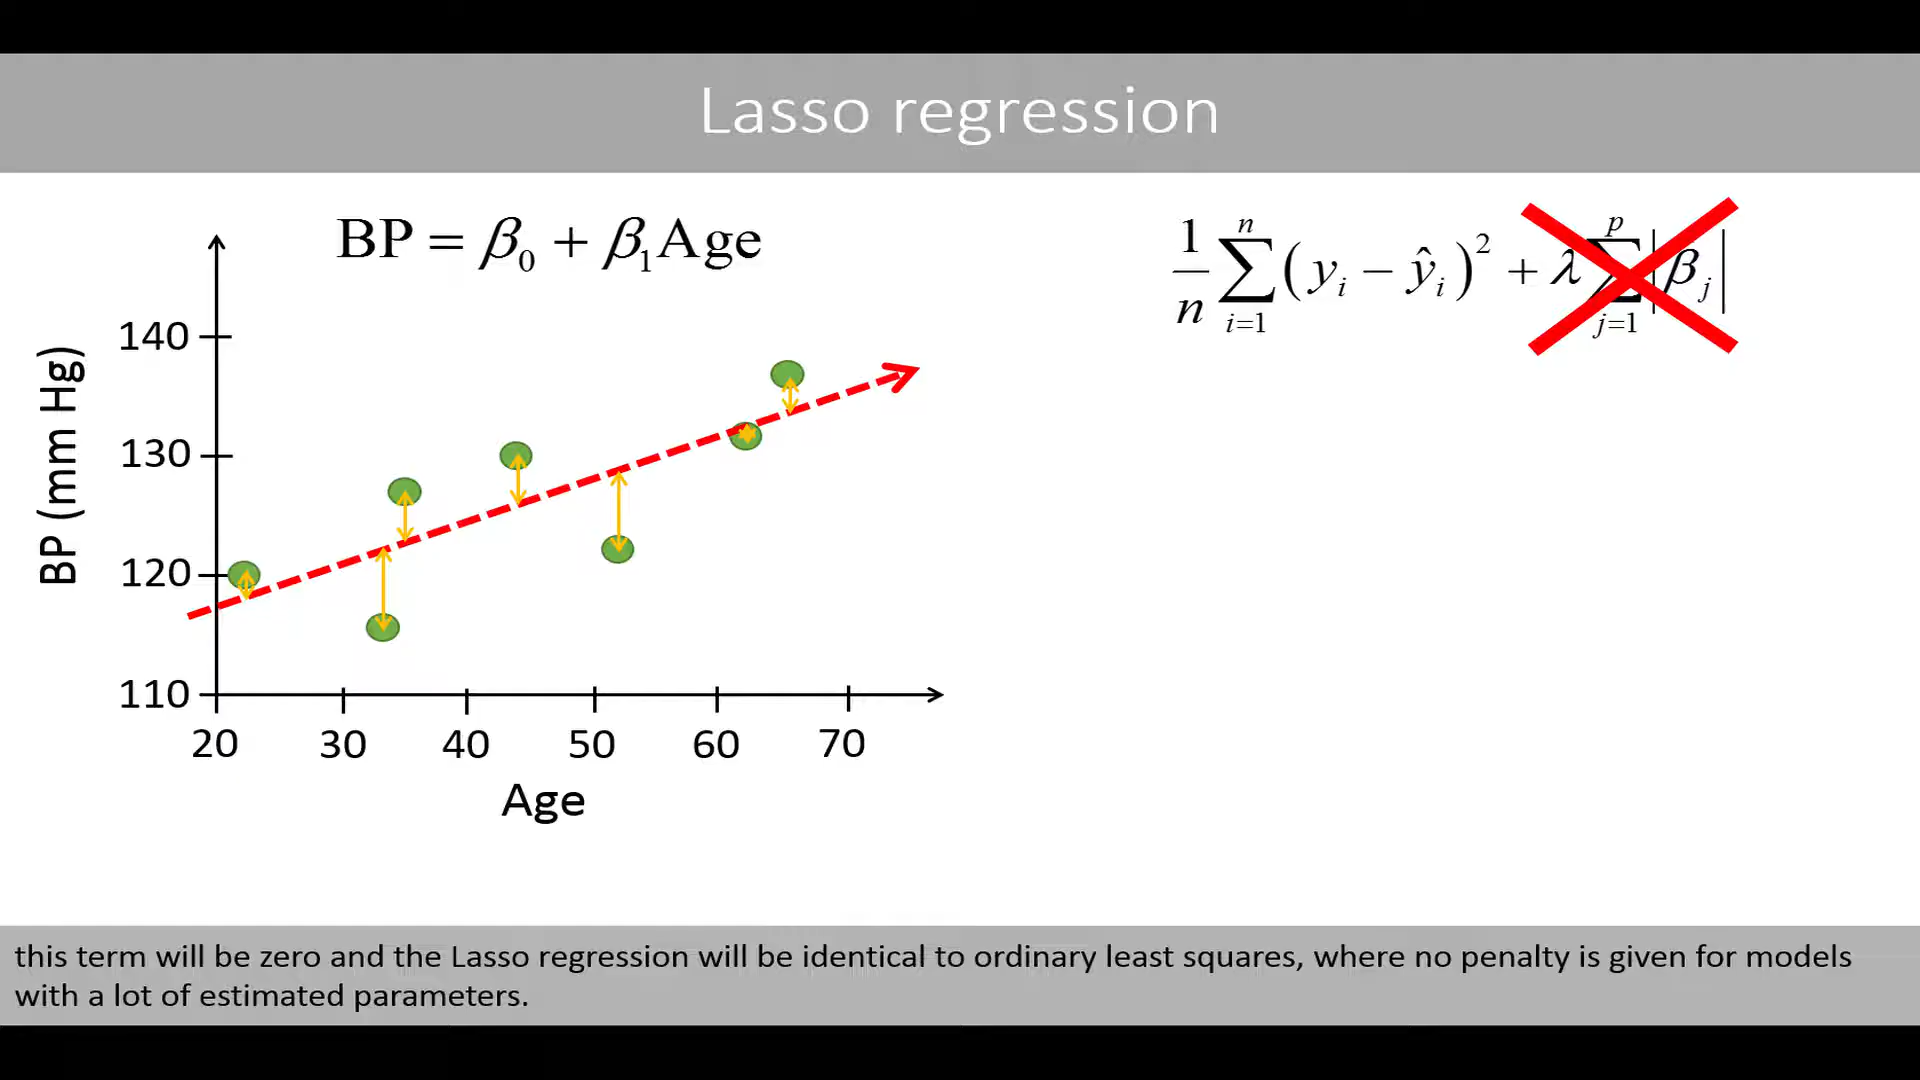 Lasso regression
BP = β₀ + β₁Age
1/n ∑ᵢ₌₁ⁿ (yᵢ − ŷᵢ)² + λ ∑ⱼ₌₁ᵖ |βⱼ|
BP (mm Hg)
140
130
120
110
20 30 40 50 60 70
Age
this term will be zero and the Lasso regression will be identical to ordinary least squares, where no penalty is given for models
with a lot of estimated parameters.